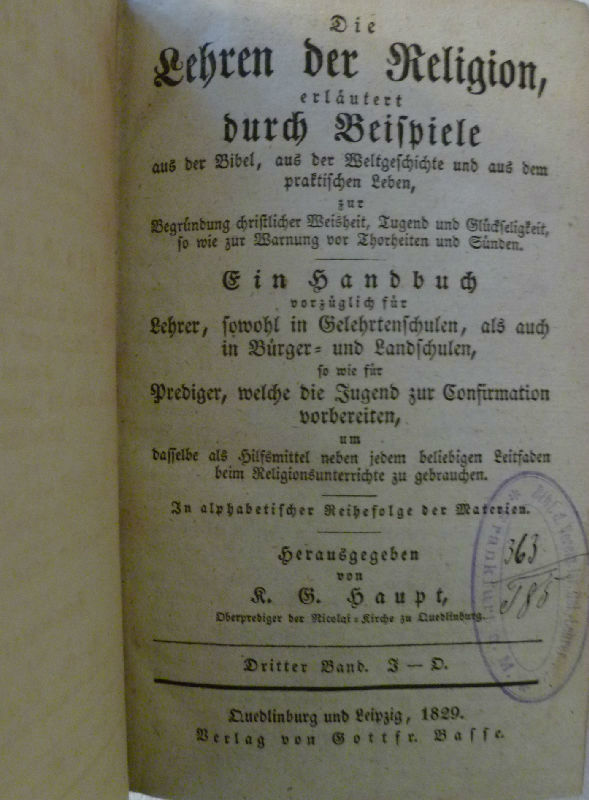 Die
Lehren der Religion,
erläutert
durch Beispiele
aus der Bibel, aus der Weltgeschichte und aus dem
praktischen Leben,
zur
Begründung christlicher Weisheit, Tugend und Glückseligkeit,
so wie zur Warnung vor Thorheiten und Sünden.
Ein Handbuch
vorzüglich für
Lehrer, sowohl in Gelehrtenschulen, als auch
in Bürger- und Landschulen,
so wie für
Prediger, welche die Jugend zur Confirmation
vorbereiten,
um
dasselbe als Hilfsmittel neben jedem beliebigen Leitfaden
beim Religionsunterrichte zu gebrauchen.
In alphabetischer Reihefolge der Materien.
Herausgegeben
von
K. G. Haupt,
Oberprediger der Nicolai-Kirche zu Quedlinburg.
Dritter Band. J — O.
Quedlinburg und Leipzig, 1829.
Verlag von Gottfr. Basse.
363